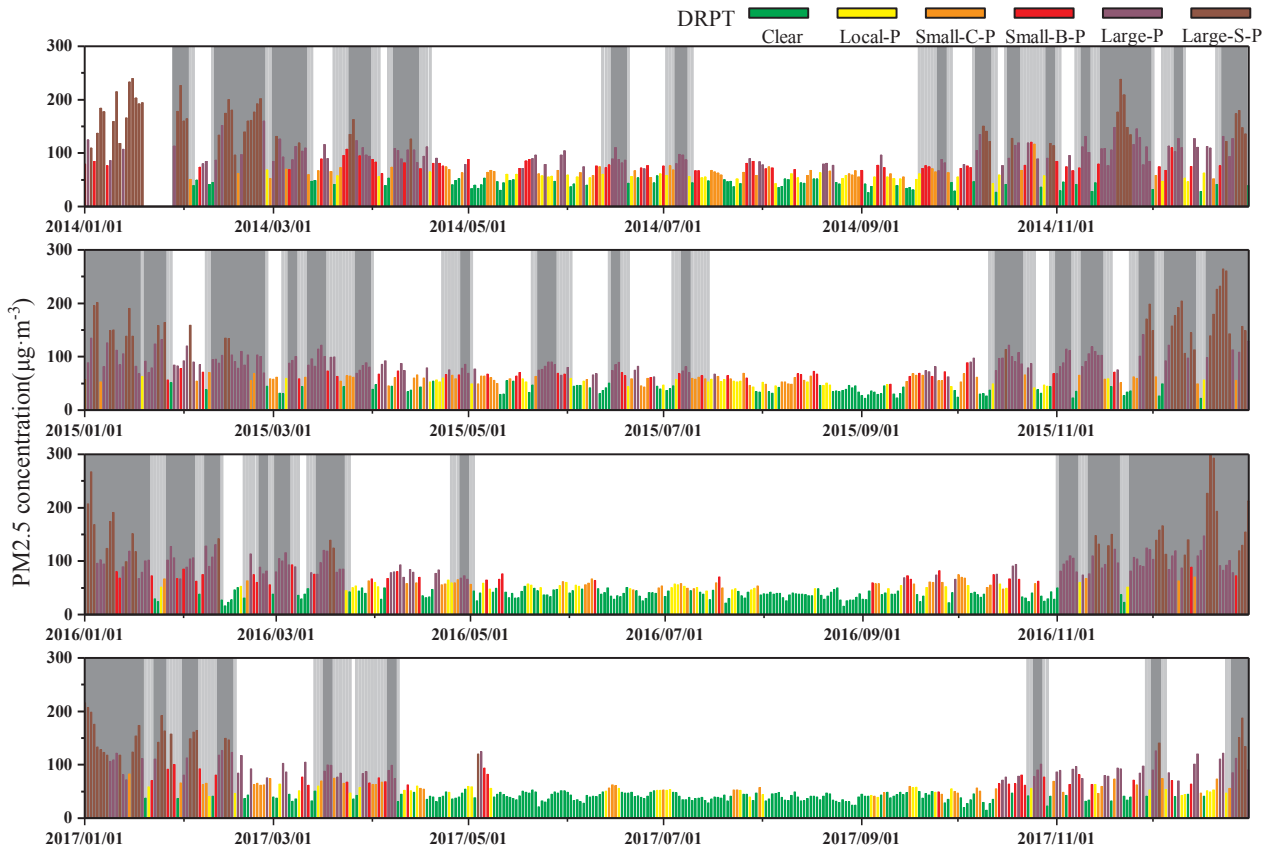 DRPT
Clear Local-P Small-C-P Small-B-P Large-P Large-S-P
PM2.5 concentration(μg·m⁻³)
300
200
100
0
2014/01/01 2014/03/01 2014/05/01 2014/07/01 2014/09/01 2014/11/01
300
200
100
0
2015/01/01 2015/03/01 2015/05/01 2015/07/01 2015/09/01 2015/11/01
300
200
100
0
2016/01/01 2016/03/01 2016/05/01 2016/07/01 2016/09/01 2016/11/01
300
200
100
0
2017/01/01 2017/03/01 2017/05/01 2017/07/01 2017/09/01 2017/11/01